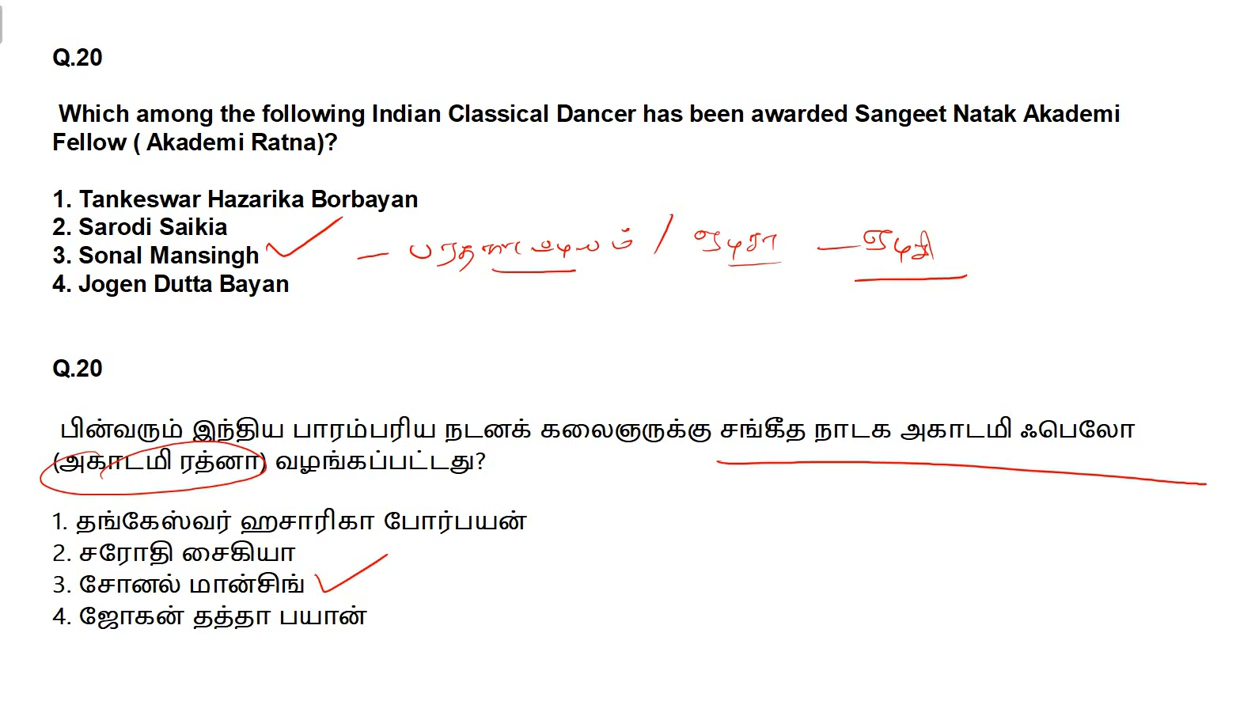 Q.20
Which among the following Indian Classical Dancer has been awarded Sangeet Natak Akademi
Fellow ( Akademi Ratna)?
1. Tankeswar Hazarika Borbayan
2. Sarodi Saikia
3. Sonal Mansingh — பரதநாட்டியம் /
4. Jogen Dutta Bayan
Q.20
பின்வரும் இந்திய பாரம்பரிய நடனக் கலைஞருக்கு சங்கீத நாடக அகாடமி ஃபெலோ
(அகாடமி ரத்னா) வழங்கப்பட்டது?
1. தங்கேஸ்வர் ஹசாரிகா போர்பயன்
2. சரோதி சைகியா
3. சோனல் மான்சிங்
4. ஜோகன் தத்தா பயான்